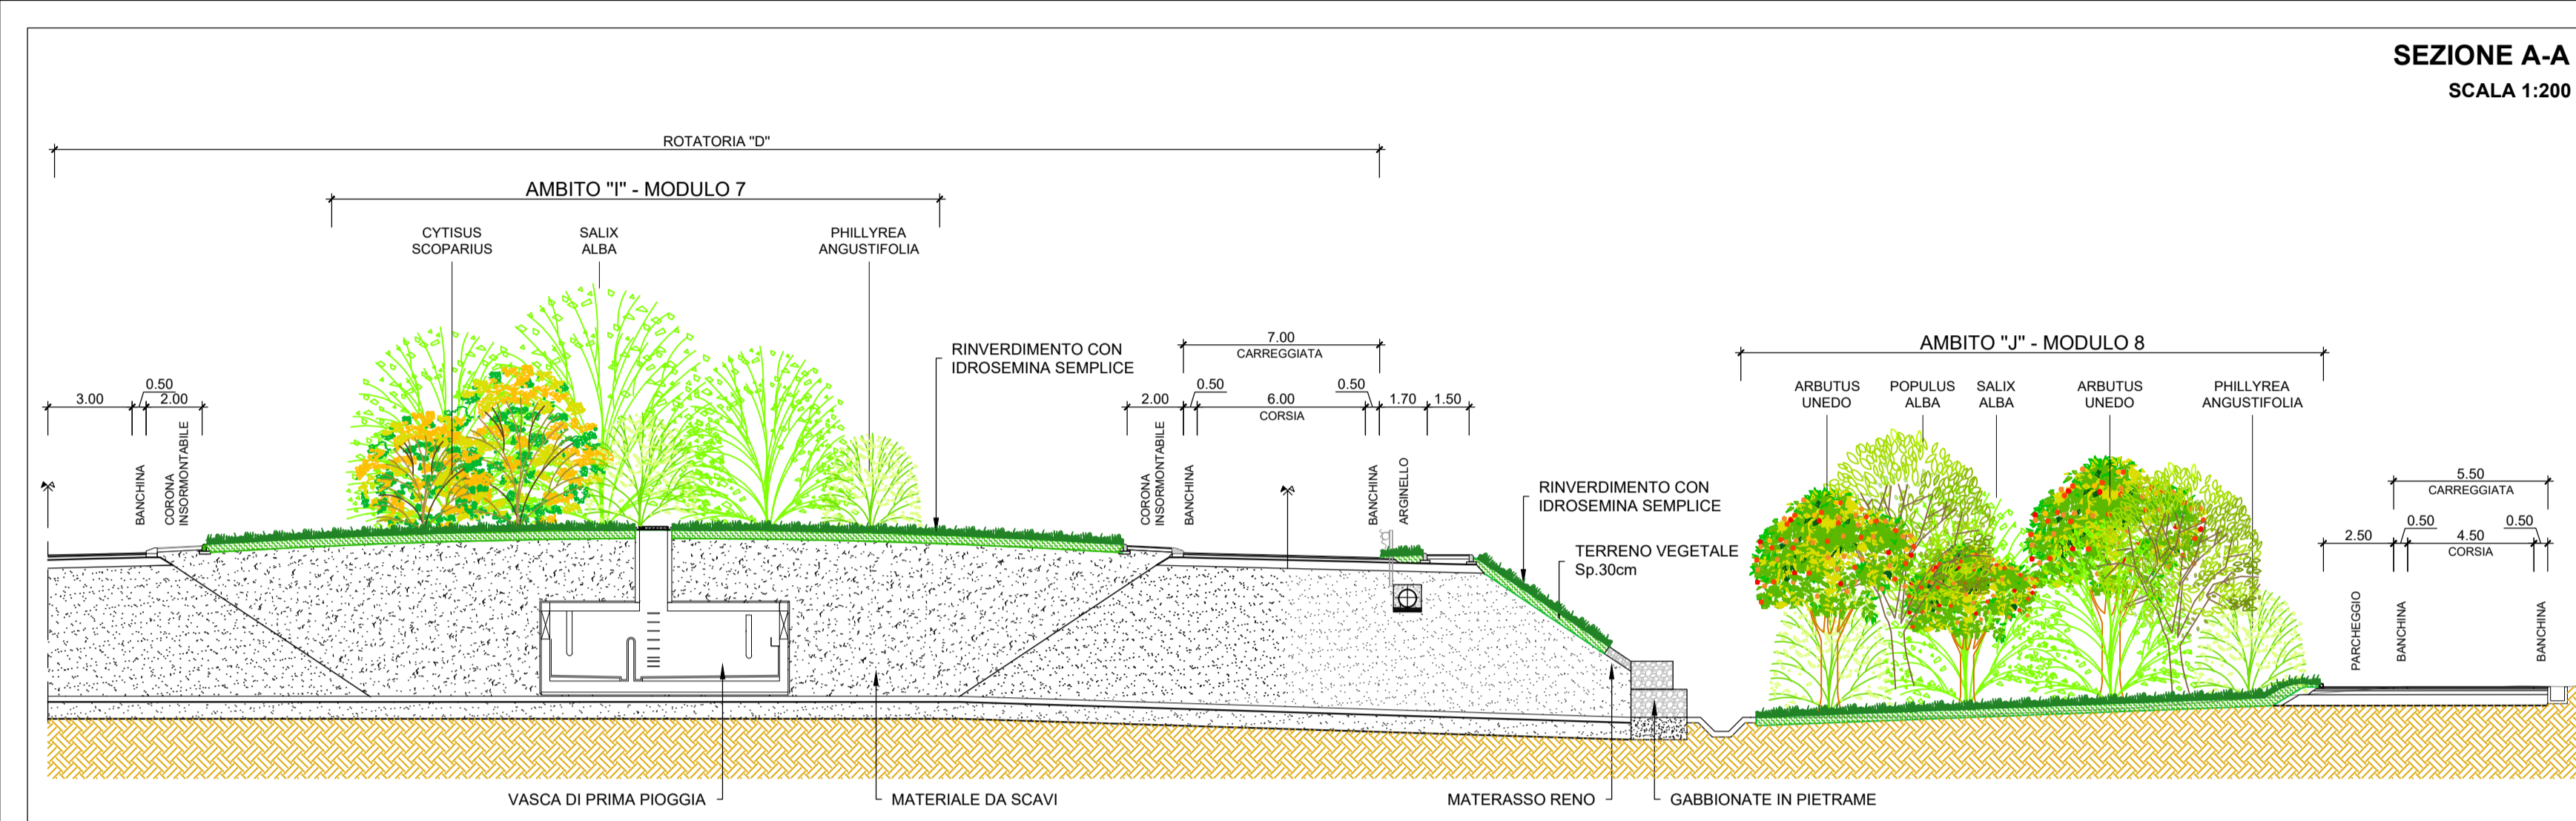 SEZIONE A-A
SCALA 1:200
ROTATORIA "D"
AMBITO "I" - MODULO 7
CYTISUS
SCOPARIUS
SALIX
ALBA
PHILLYREA
ANGUSTIFOLIA
RINVERDIMENTO CON
IDROSEMINA SEMPLICE
3.00
0.50
2.00
BANCHINA
CORONA
INSORMONTABILE
7.00
CARREGGIATA
2.00
0.50
6.00
CORSIA
0.50
1.70
1.50
CORONA
INSORMONTABILE
BANCHINA
BANCHINA
ARGINELLO
RINVERDIMENTO CON
IDROSEMINA SEMPLICE
TERRENO VEGETALE
Sp.30cm
AMBITO "J" - MODULO 8
ARBUTUS
UNEDO
POPULUS
ALBA
SALIX
ALBA
ARBUTUS
UNEDO
PHILLYREA
ANGUSTIFOLIA
5.50
CARREGGIATA
2.50
0.50
4.50
CORSIA
0.50
PARCHEGGIO
BANCHINA
BANCHINA
VASCA DI PRIMA PIOGGIA
MATERIALE DA SCAVI
MATERASSO RENO
GABBIONATE IN PIETRAME